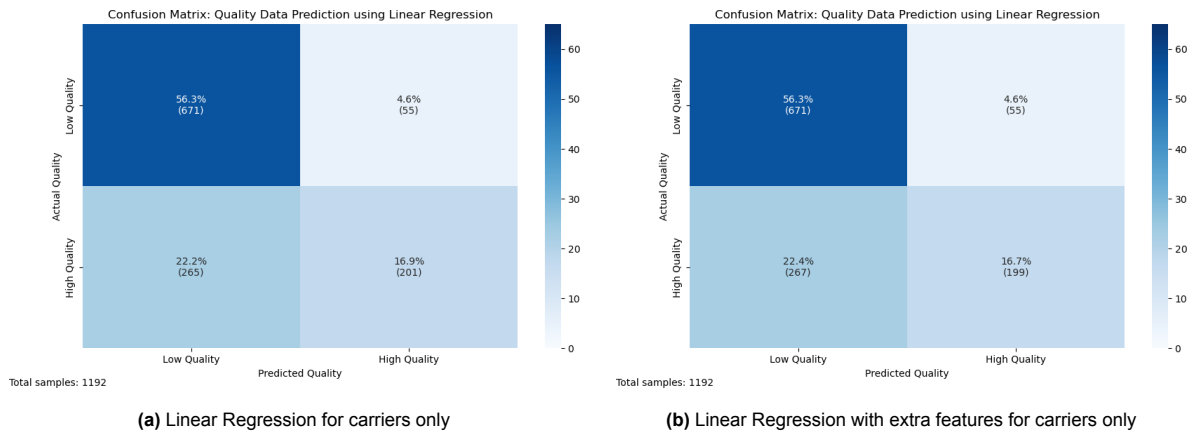 Confusion Matrix: Quality Data Prediction using Linear Regression
Low Quality
High Quality
Actual Quality
56.3%
(671)
4.6%
(55)
22.2%
(265)
16.9%
(201)
Low Quality
High Quality
Predicted Quality
60
50
40
30
20
10
0
Total samples: 1192
(a) Linear Regression for carriers only
Confusion Matrix: Quality Data Prediction using Linear Regression
Low Quality
High Quality
Actual Quality
56.3%
(671)
4.6%
(55)
22.4%
(267)
16.7%
(199)
Low Quality
High Quality
Predicted Quality
60
50
40
30
20
10
0
Total samples: 1192
(b) Linear Regression with extra features for carriers only